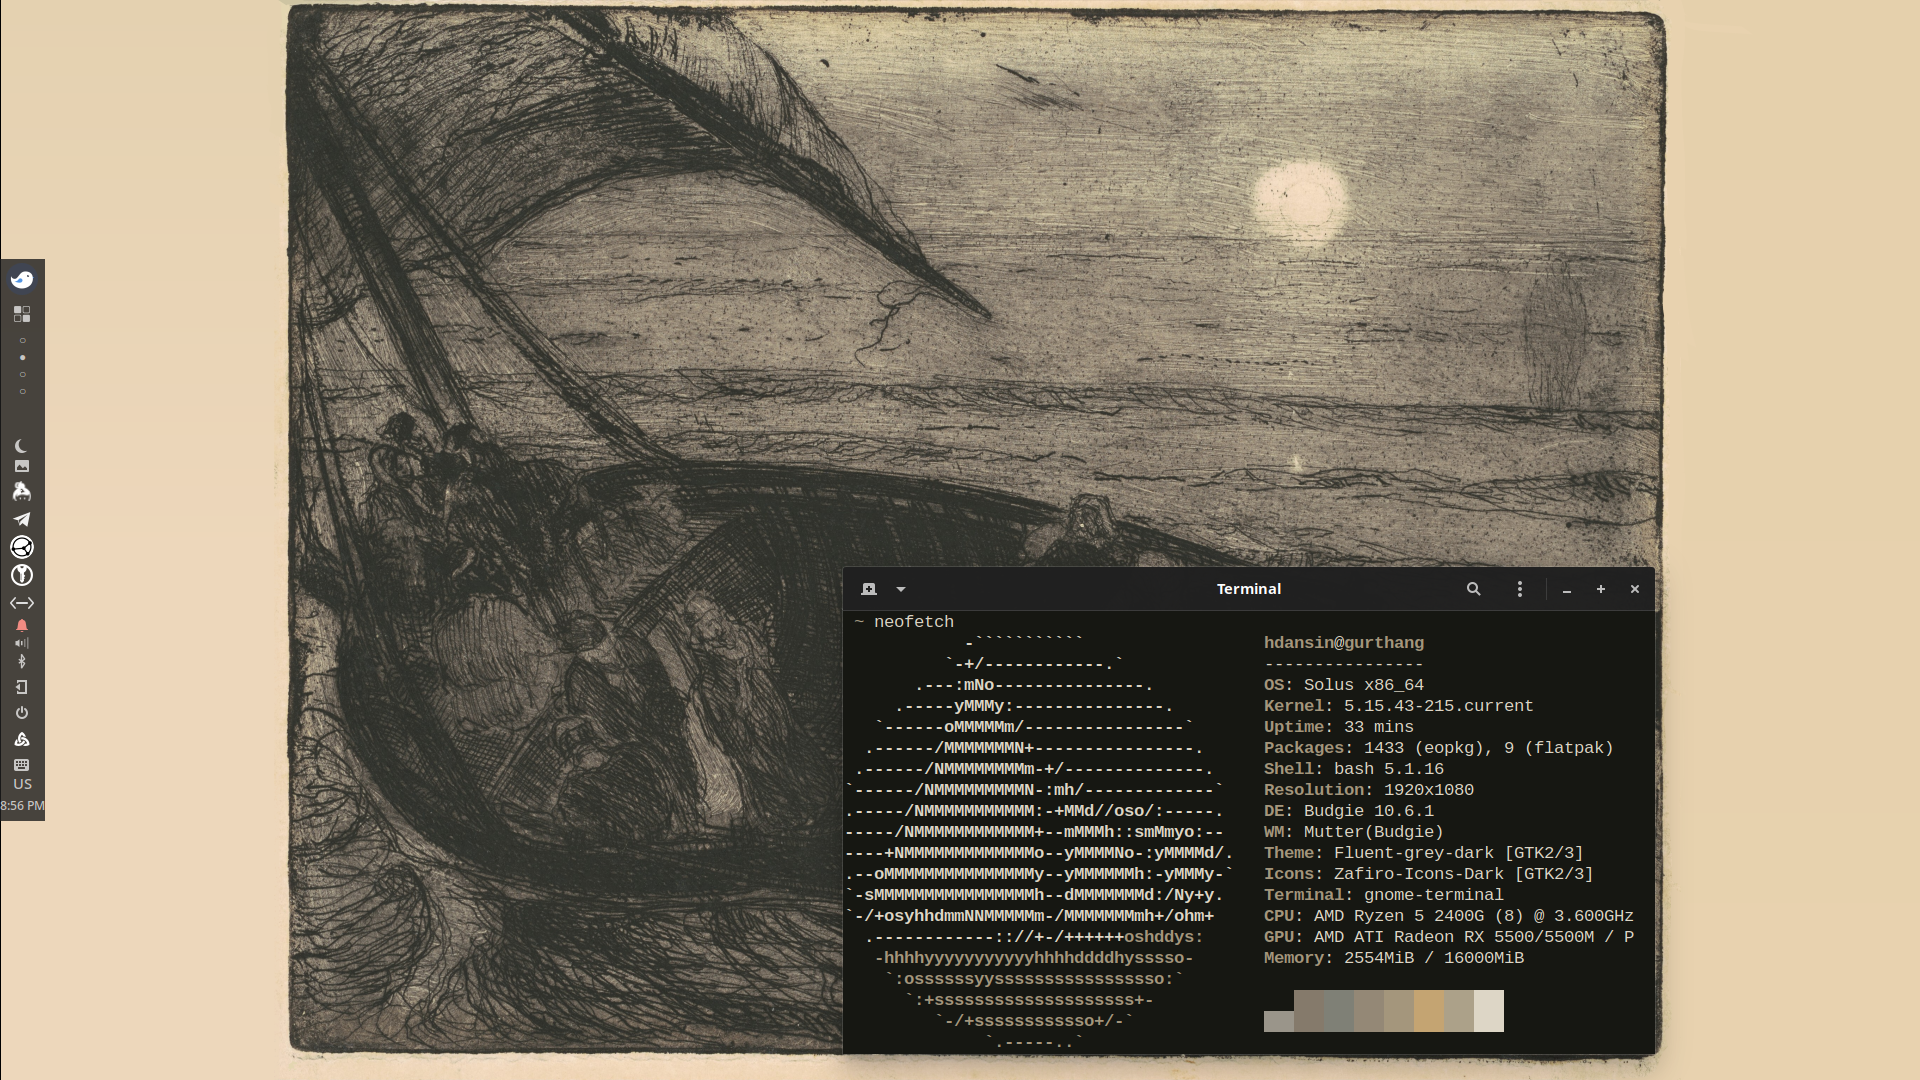 US
8:56 PM
Terminal
~ neofetch
-```````````
`-+/------------.`
.---:mNo---------------.
.-----yMMMy:---------------.
`------oMMMMMm/----------------`
.------/MMMMMMMN+----------------.
.------/NMMMMMMMMm-+/--------------.
`------/NMMMMMMMMMN-:mh/-------------`
.-----/NMMMMMMMMMMM:-+MMd//oso/:-----.
-----/NMMMMMMMMMMMM+--mMMMh::smMmyo:--
----+NMMMMMMMMMMMMMo--yMMMMNo-:yMMMMd/.
.--oMMMMMMMMMMMMMMMy--yMMMMMMh:-yMMMy-`
`-sMMMMMMMMMMMMMMMMh--dMMMMMMMd:/Ny+y.
`-/+osyhhdmmNNMMMMMm-/MMMMMMMmh+/ohm+
.------------:://+-/++++++oshddys:
-hhhhyyyyyyyyyyyhhhhddddhysssso-
`:ossssssyysssssssssssssssso:`
`:+ssssssssssssssssssss+-
`-/+ssssssssssso+/-`
`.-----..`
hdansin@gurthang
----------------
OS: Solus x86_64
Kernel: 5.15.43-215.current
Uptime: 33 mins
Packages: 1433 (eopkg), 9 (flatpak)
Shell: bash 5.1.16
Resolution: 1920x1080
DE: Budgie 10.6.1
WM: Mutter(Budgie)
Theme: Fluent-grey-dark [GTK2/3]
Icons: Zafiro-Icons-Dark [GTK2/3]
Terminal: gnome-terminal
CPU: AMD Ryzen 5 2400G (8) @ 3.600GHz
GPU: AMD ATI Radeon RX 5500/5500M / P
Memory: 2554MiB / 16000MiB